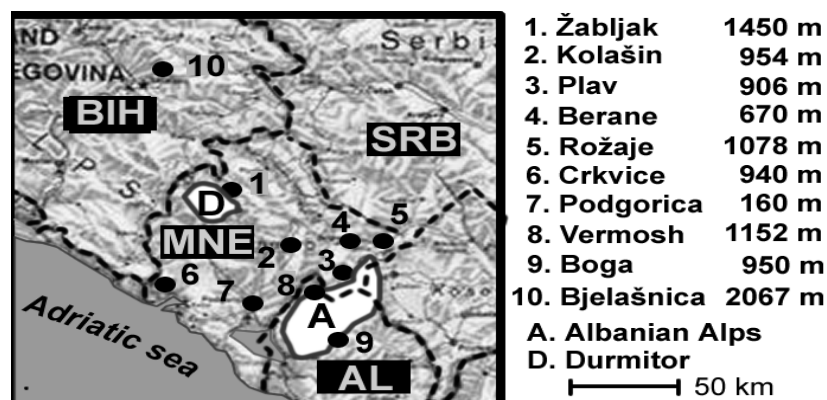 AND
EGOVINA
10
BIH
Serbi
SRB
L P S
D
1
MNE
2
4
5
3
6
7
8
A
9
Koso
AL
Adriatic sea
1. Žabljak 1450 m
2. Kolašin 954 m
3. Plav 906 m
4. Berane 670 m
5. Rožaje 1078 m
6. Crkvice 940 m
7. Podgorica 160 m
8. Vermosh 1152 m
9. Boga 950 m
10. Bjelašnica 2067 m
A. Albanian Alps
D. Durmitor
50 km